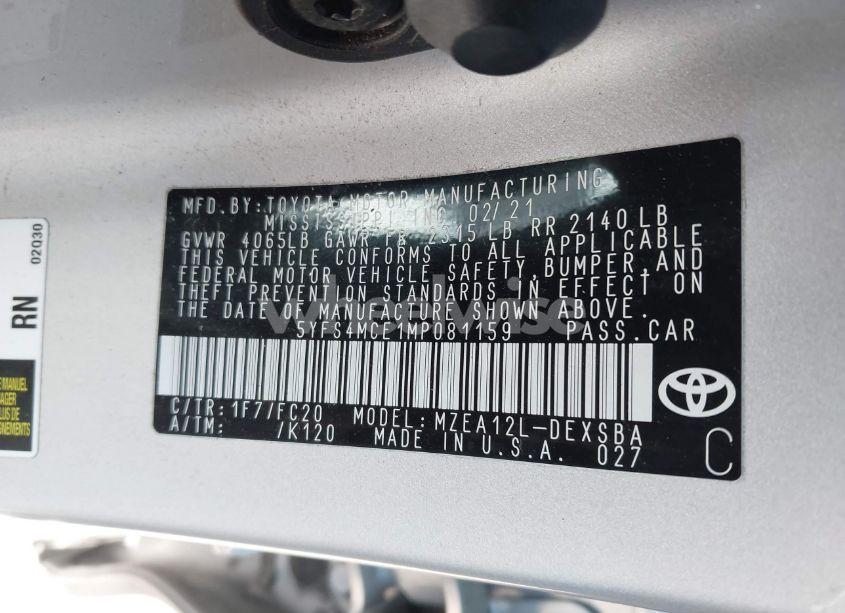 MFD. BY: TOYOTA MOTOR MANUFACTURING
MISSISSIPPI, INC. 02/21
GVWR 4065LB GAWR FR 2315 LB RR 2140 LB
THIS VEHICLE CONFORMS TO ALL APPLICABLE
FEDERAL MOTOR VEHICLE SAFETY, BUMPER, AND
THEFT PREVENTION STANDARDS IN EFFECT ON
THE DATE OF MANUFACTURE SHOWN ABOVE.
PASS.CAR
C/TR: 1F7/FC20 MODEL: MZEA12L-DEXSBA
A/TM: /K120 MADE IN U.S.A. 027
C
RN
02Q30